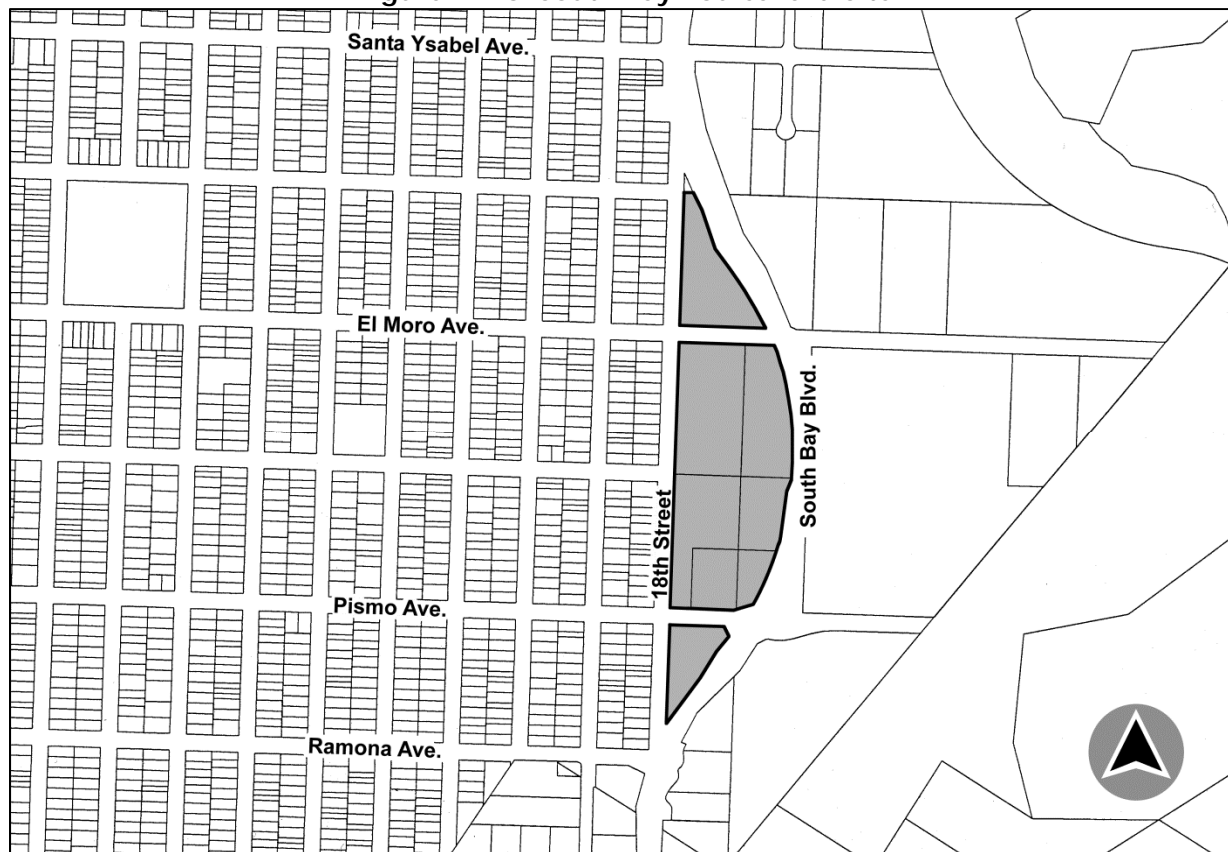 Santa Ysabel Ave.
El Moro Ave.
South Bay Blvd.
18th Street
Pismo Ave.
Ramona Ave.